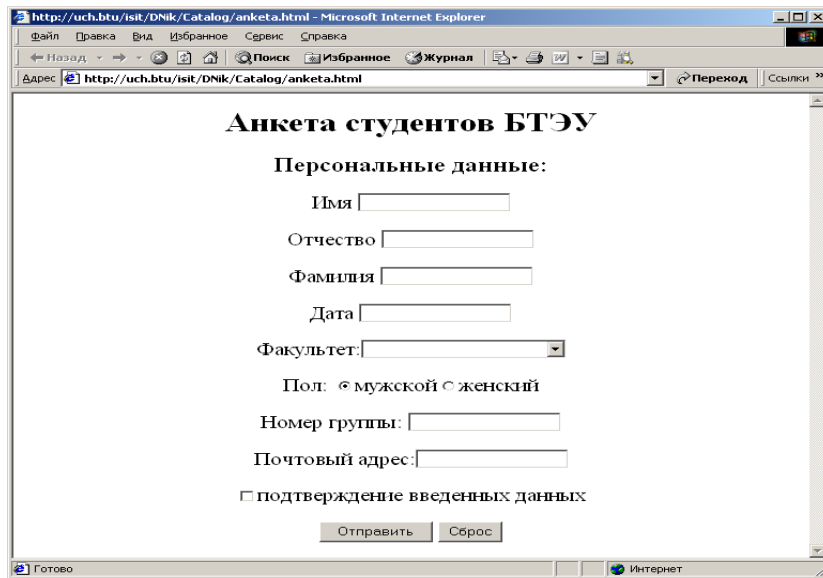 http://uch.btu/isit/DNik/Catalog/anketa.html - Microsoft Internet Explorer
Файл Правка Вид Избранное Сервис Справка
Назад Поиск Избранное Журнал
Адрес http://uch.btu/isit/DNik/Catalog/anketa.html Переход Ссылки »
Анкета студентов БТЭУ
Персональные данные:
Имя
Отчество
Фамилия
Дата
Факультет:
Пол: мужской женский
Номер группы:
Почтовый адрес:
подтверждение введенных данных
Отправить Сброс
Готово Интернет